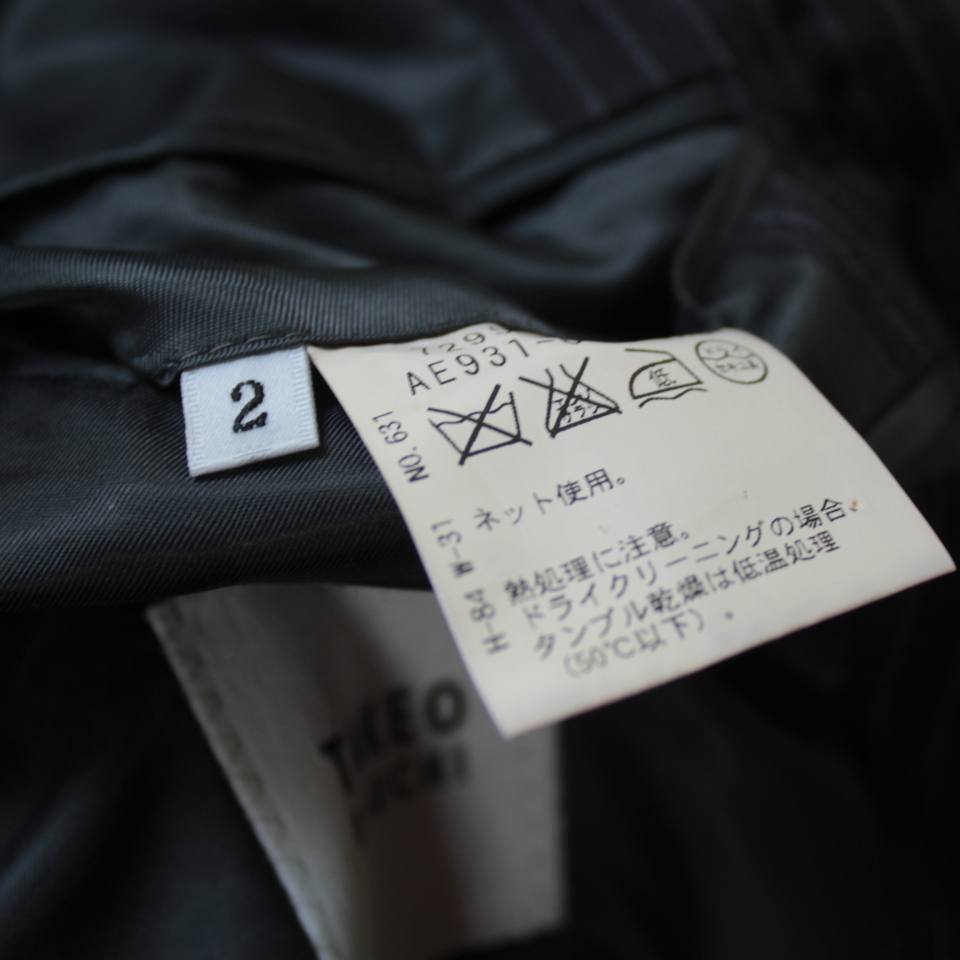 2
AE931-
低
NO.631
H-84 W-31
ネット使用。
熱処理に注意。
ドライクリーニングの場合、
タンブル乾燥は低温処理
(50℃以下)。